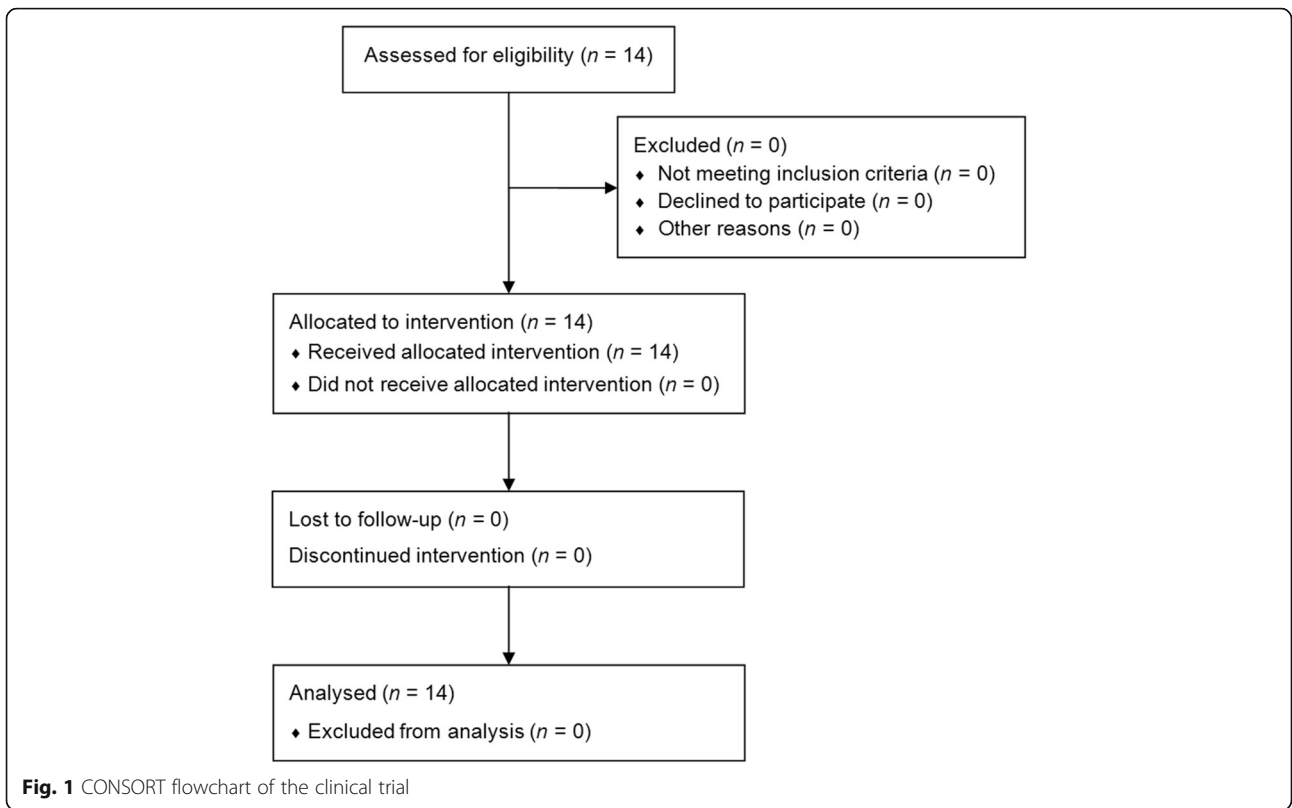 Assessed for eligibility (n = 14)
Excluded (n = 0)
♦ Not meeting inclusion criteria (n = 0)
♦ Declined to participate (n = 0)
♦ Other reasons (n = 0)
Allocated to intervention (n = 14)
♦ Received allocated intervention (n = 14)
♦ Did not receive allocated intervention (n = 0)
Lost to follow-up (n = 0)
Discontinued intervention (n = 0)
Analysed (n = 14)
♦ Excluded from analysis (n = 0)
Fig. 1 CONSORT flowchart of the clinical trial